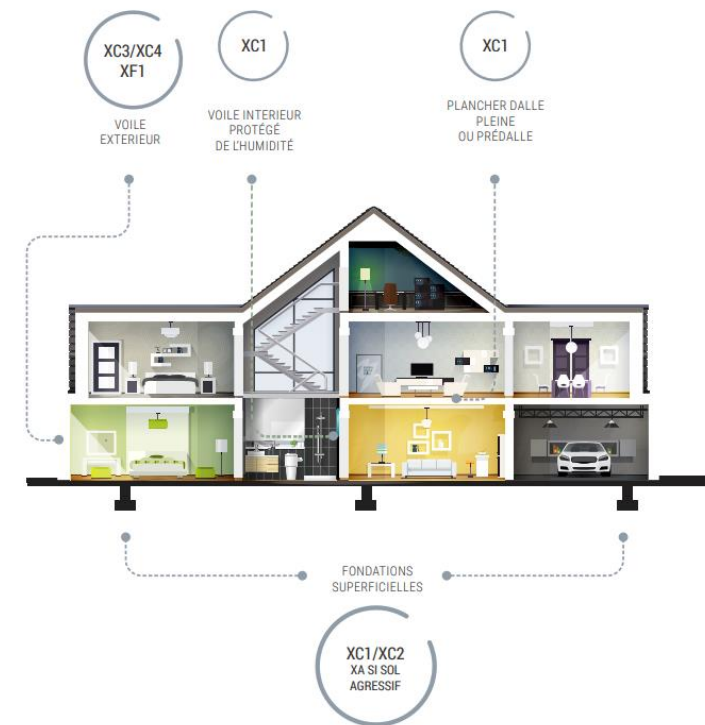 XC3/XC4
XF1
VOILE
EXTERIEUR
XC1
VOILE INTERIEUR
PROTÉGÉ
DE L'HUMIDITÉ
XC1
PLANCHER DALLE
PLEINE
OU PRÉDALLE
FONDATIONS
SUPERFICIELLES
XC1/XC2
XA SI SOL
AGRESSIF